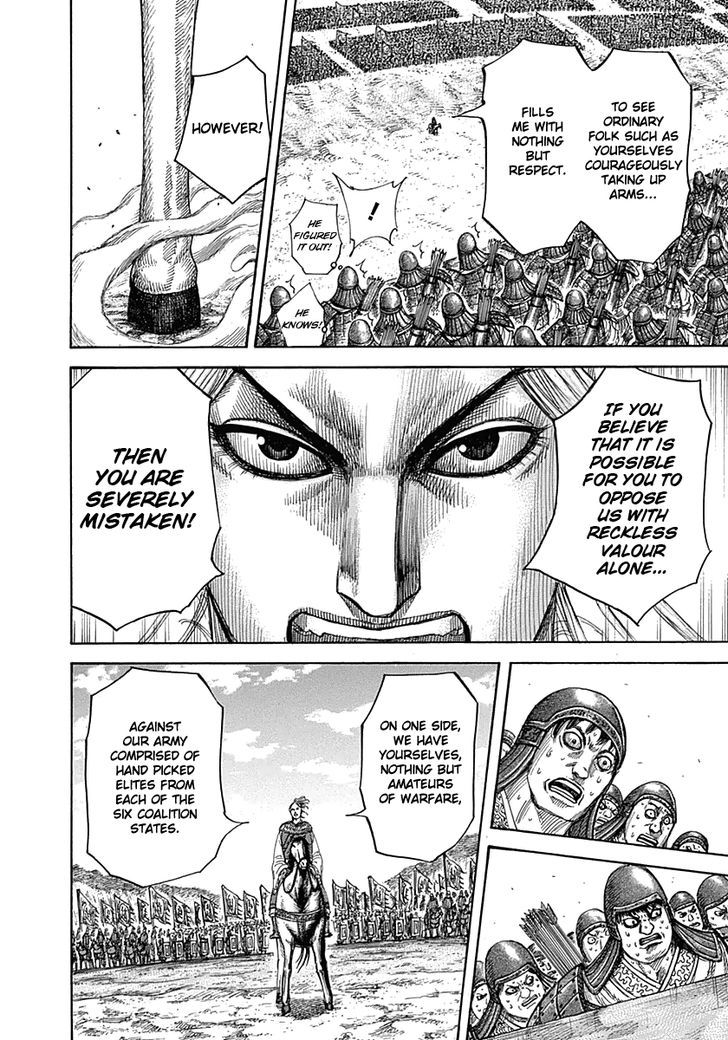 TO SEE
ORDINARY
FOLK SUCH AS
YOURSELVES
COURAGEOUSLY
TAKING UP
ARMS...
FILLS
ME WITH
NOTHING
BUT
RESPECT.
!
HE
FIGURED
IT OUT!
HE
KNOWS!
HOWEVER!
IF YOU
BELIEVE
THAT IT IS
POSSIBLE
FOR YOU TO
OPPOSE
US WITH
RECKLESS
VALOUR
ALONE...
THEN
YOU ARE
SEVERELY
MISTAKEN!
ON ONE SIDE,
WE HAVE
YOURSELVES,
NOTHING BUT
AMATEURS
OF WARFARE,
AGAINST
OUR ARMY
COMPRISED OF
HAND PICKED
ELITES FROM
EACH OF THE
SIX COALITION
STATES.